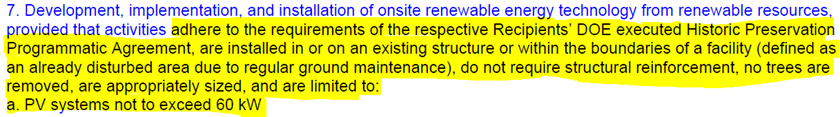 7. Development, implementation, and installation of onsite renewable energy technology from renewable resources,
provided that activities adhere to the requirements of the respective Recipients' DOE executed Historic Preservation
Programmatic Agreement, are installed in or on an existing structure or within the boundaries of a facility (defined as
an already disturbed area due to regular ground maintenance), do not require structural reinforcement, no trees are
removed, are appropriately sized, and are limited to:
a. PV systems not to exceed 60 kW